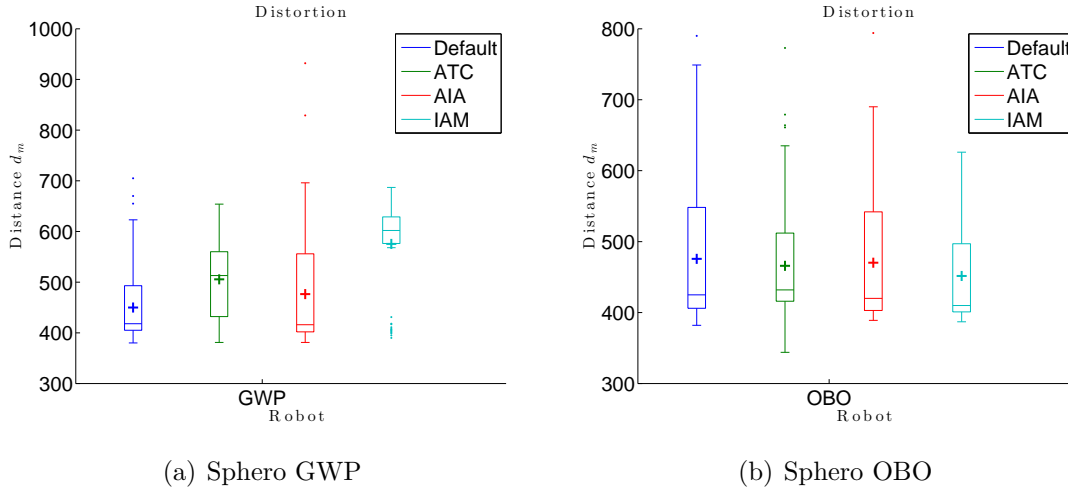 Distortion
1000
900
800
700
600
500
400
300
Distance d_m
Default
ATC
AIA
IAM
GWP
Robot
(a) Sphero GWP
Distortion
800
700
600
500
400
300
Distance d_m
Default
ATC
AIA
IAM
OBO
Robot
(b) Sphero OBO